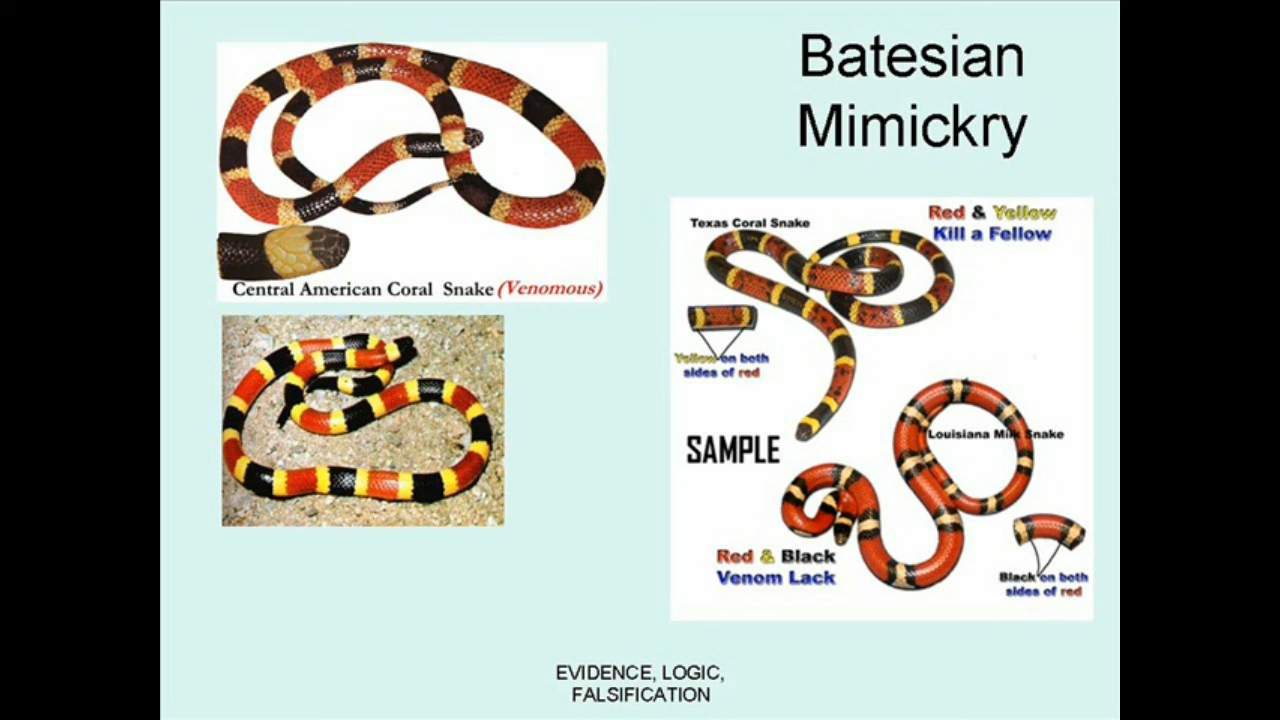 Batesian
Mimickry
Central American Coral Snake (Venomous)
Texas Coral Snake
Red & Yellow
Kill a Fellow
Yellow on both
sides of red
SAMPLE
Louisiana Milk Snake
Red & Black
Venom Lack
Black on both
sides of red
EVIDENCE, LOGIC,
FALSIFICATION